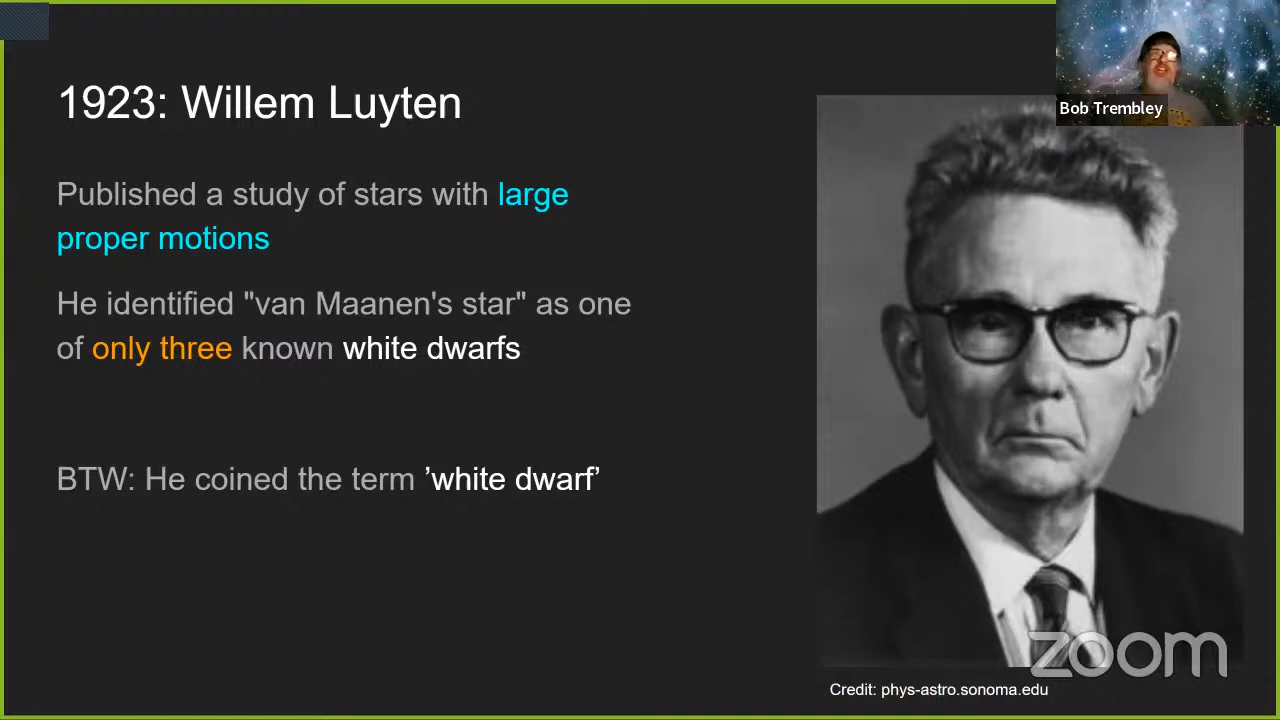 1923: Willem Luyten
Bob Trembley
Published a study of stars with large
proper motions
He identified "van Maanen's star" as one
of only three known white dwarfs
BTW: He coined the term ’white dwarf’
zoom
Credit: phys-astro.sonoma.edu